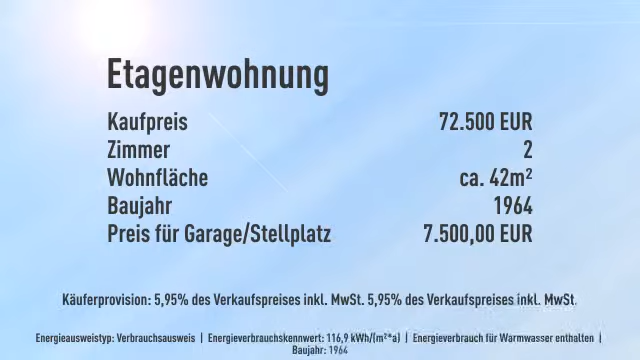 Etagenwohnung
Kaufpreis 72.500 EUR
Zimmer 2
Wohnfläche ca. 42m²
Baujahr 1964
Preis für Garage/Stellplatz 7.500,00 EUR
Käuferprovision: 5,95% des Verkaufspreises inkl. MwSt. 5,95% des Verkaufspreises inkl. MwSt.
Energieausweistyp: Verbrauchsausweis | Energieverbrauchskennwert: 116,9 kWh/(m²*a) | Energieverbrauch für Warmwasser enthalten |
Baujahr: 1964